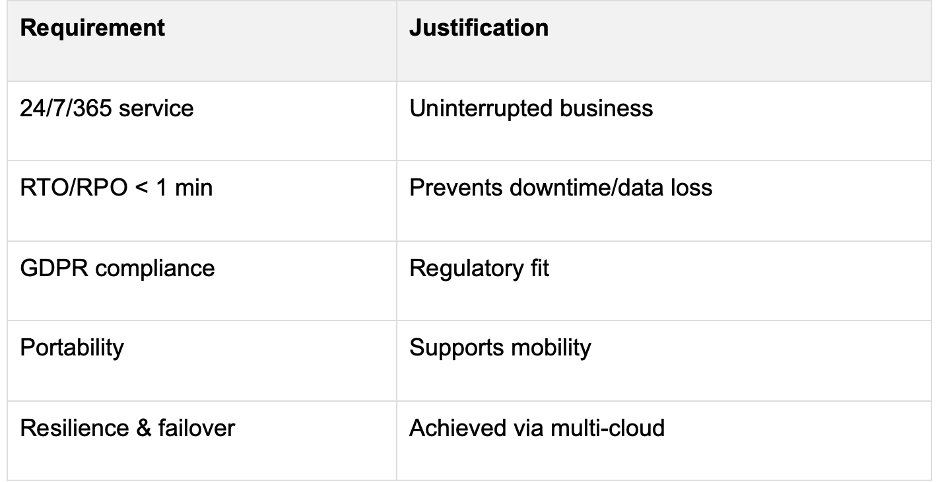 Requirement Justification
24/7/365 service Uninterrupted business
RTO/RPO < 1 min Prevents downtime/data loss
GDPR compliance Regulatory fit
Portability Supports mobility
Resilience & failover Achieved via multi-cloud